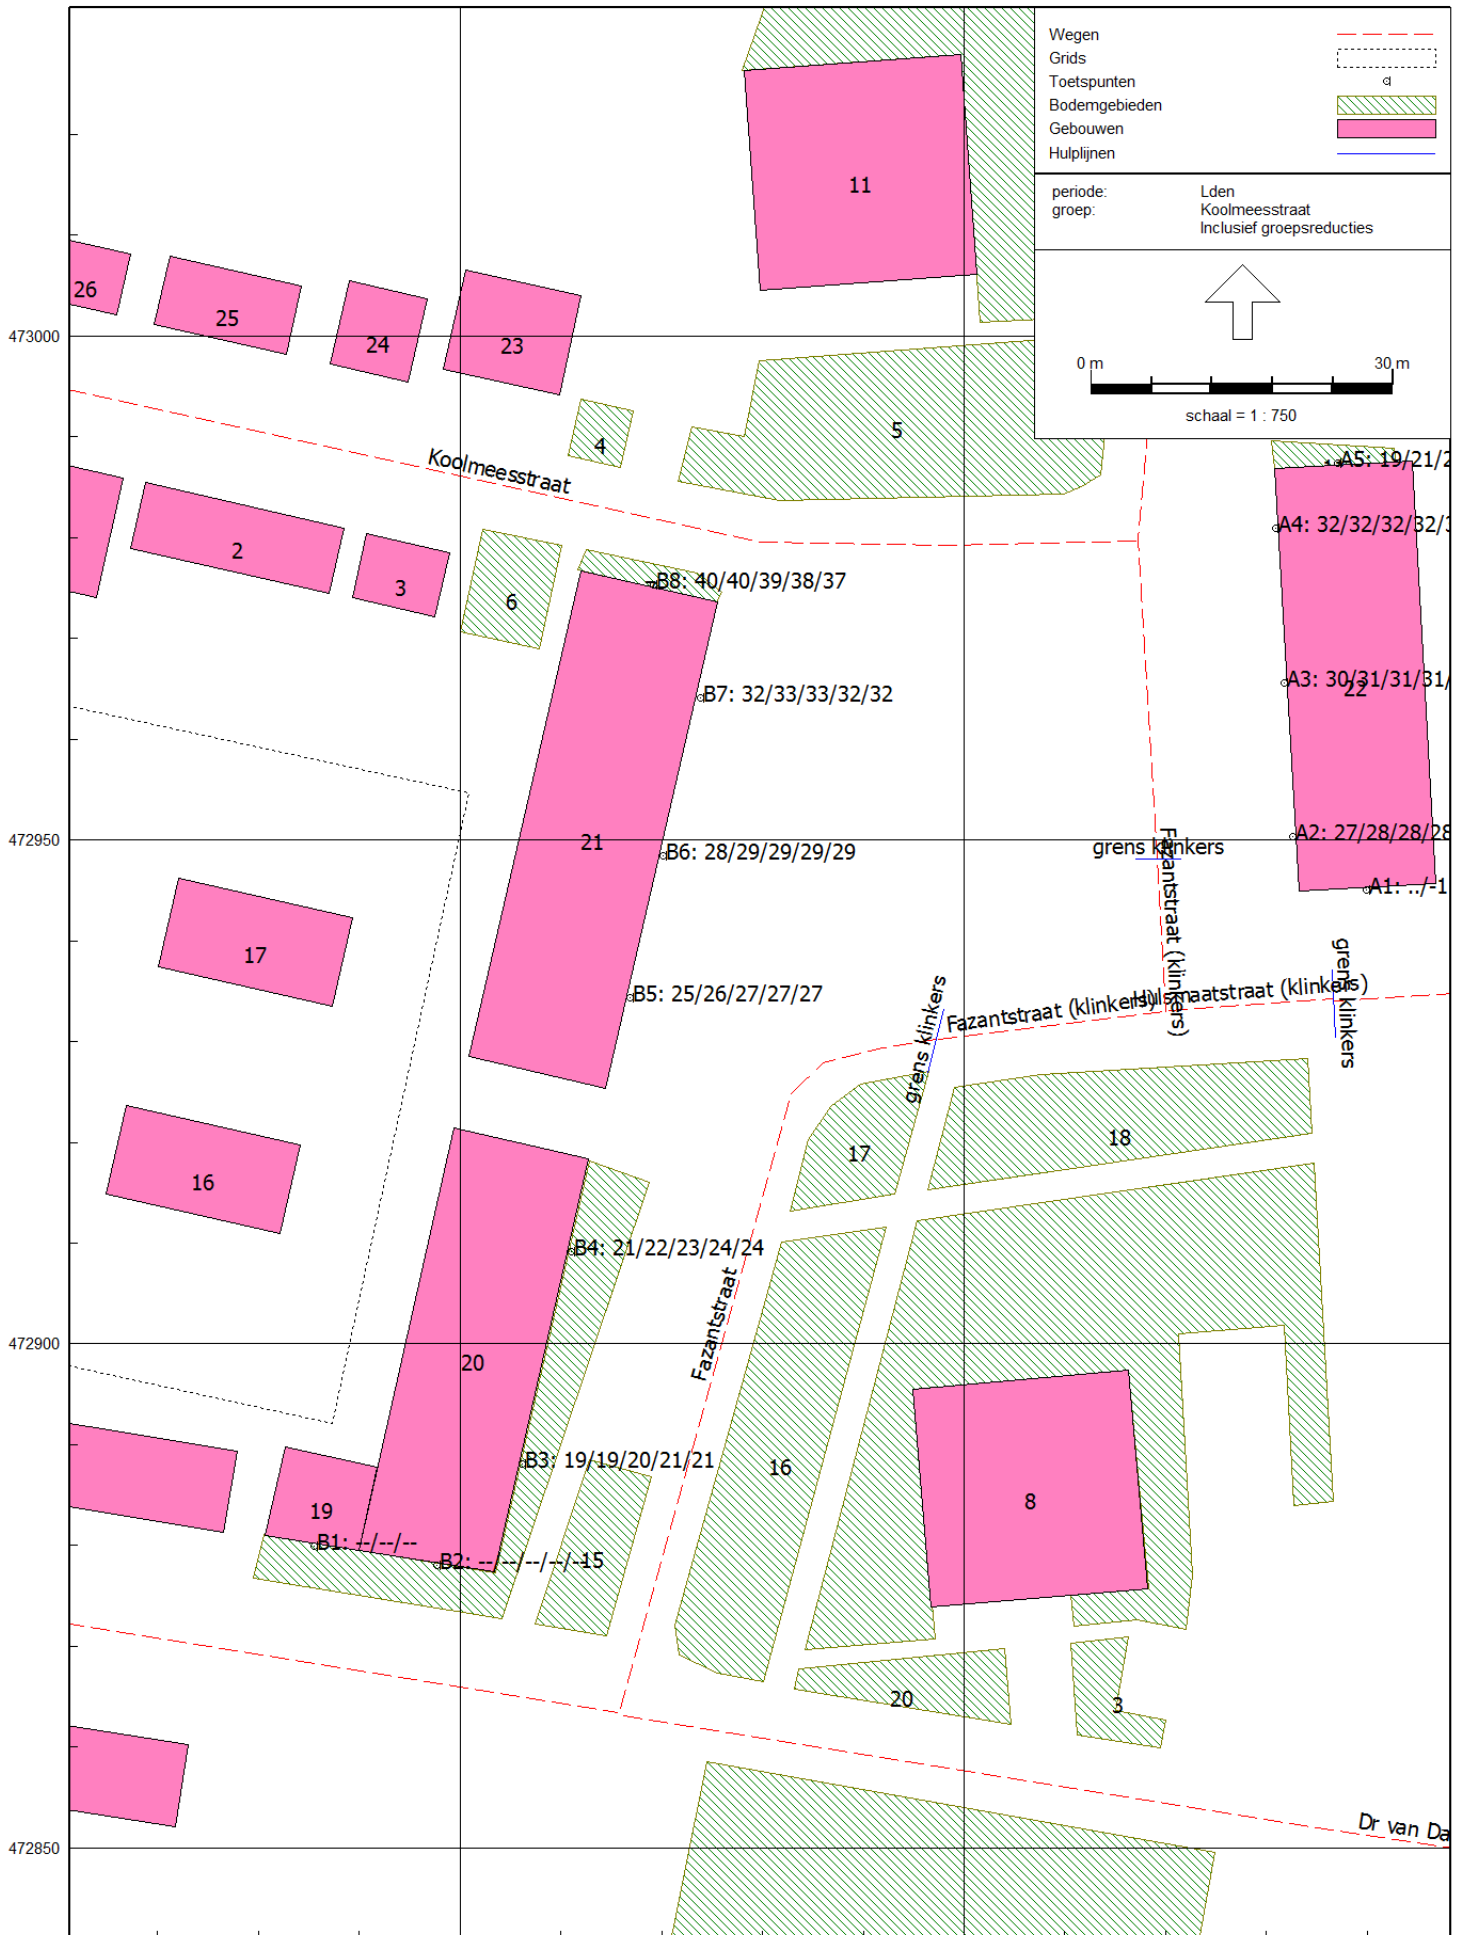 Wegen
Grids
Toetspunten
Bodemgebieden
Gebouwen
Hulplijnen
periode: Lden
groep: Koolmeesstraat
Inclusief groepsreducties
0 m 30 m
schaal = 1 : 750
11
26
25
24
23
473000
4
5
Koolmeesstraat
A5: 19/21/2
A4: 32/32/32/32/3
2
3
6
B8: 40/40/39/38/37
A3: 30/31/31/31/
22
B7: 32/33/33/32/32
472950
21
B6: 28/29/29/29/29
grens klinkers
A2: 27/28/28/28
A1: ../-1
Fazantstraat (klinkers)
17
B5: 25/26/27/27/27
grens klinkers
Fazantstraat (klinkers)
Hulsmaatstraat (klinkers)
grens klinkers
18
17
16
B4: 21/22/23/24/24
Fazantstraat
472900
20
B3: 19/19/20/21/21
16
8
19
B1: --/--/--
B2: --/--/--/--/--
15
20
3
Dr van Da
472850